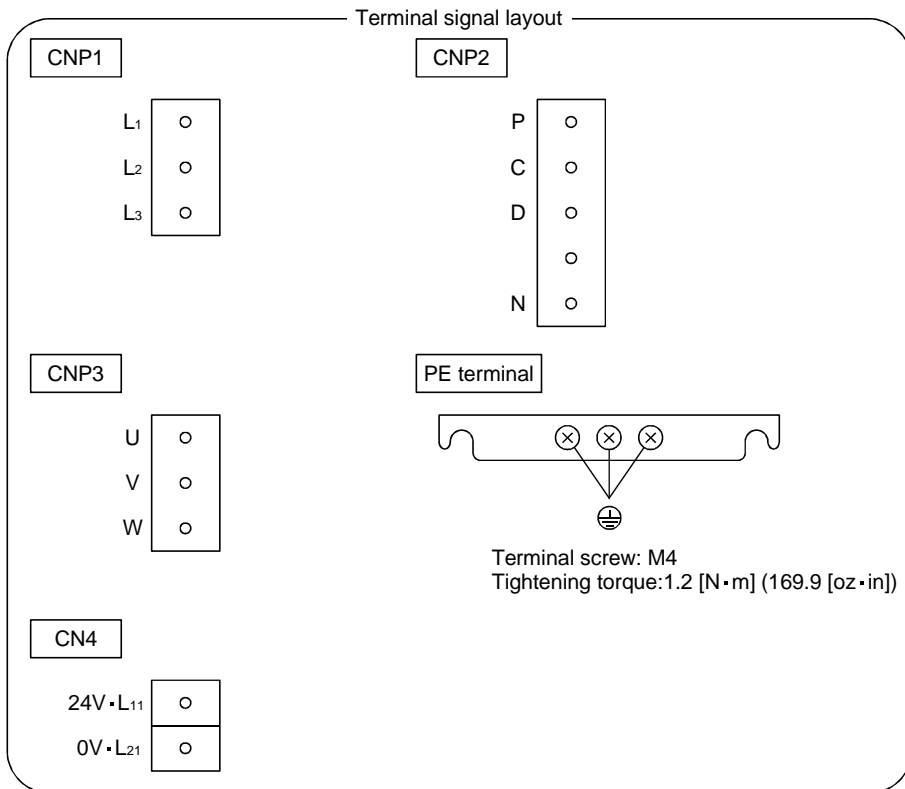 Terminal signal layout
CNP1
L1
L2
L3
CNP2
P
C
D
N
CNP3
U
V
W
PE terminal
Terminal screw: M4
Tightening torque:1.2 [N·m] (169.9 [oz·in])
CN4
24V·L11
0V·L21